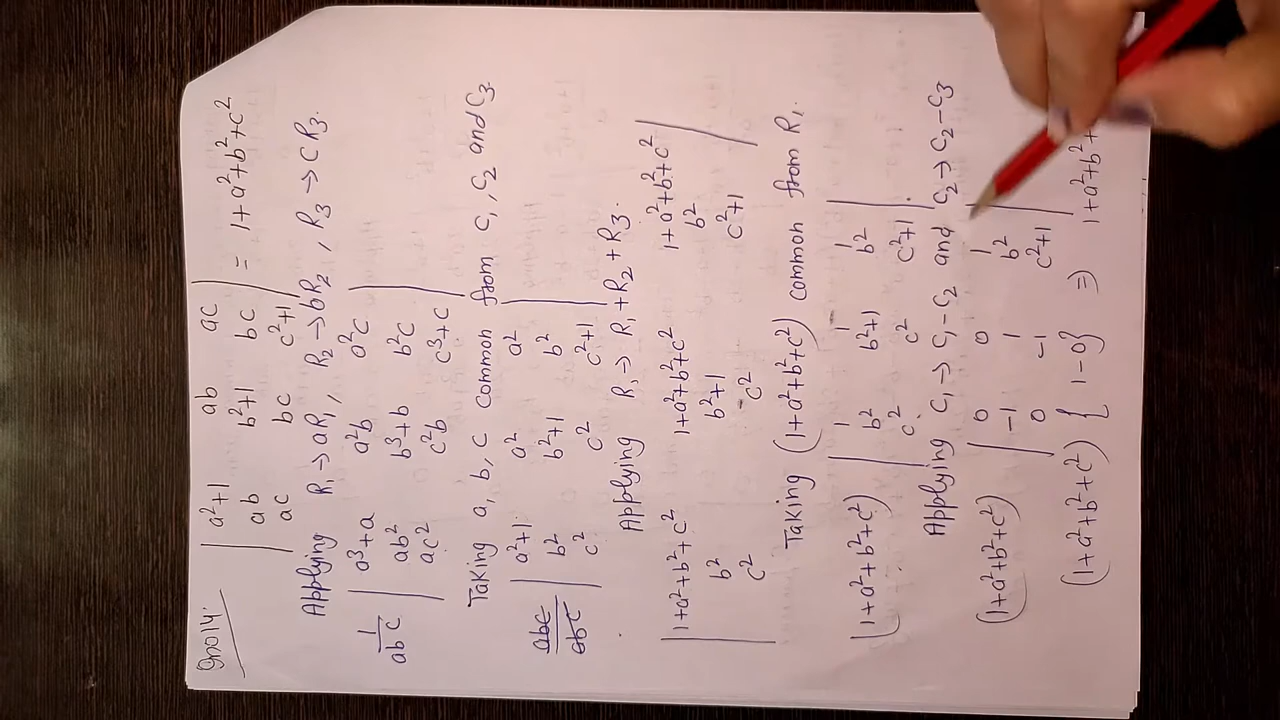 2014.
| a²+1 ab ac |
| ab b²+1 bc | = 1+a²+b²+c²
| ac bc c²+1 |
Applying R₁→aR₁, R₂→bR₂, R₃→cR₃.
| a³+a a²b a²c |
1/abc | ab² b³+b b²c |
| ac² c²b c³+c |
Taking a, b, c common from c₁, c₂ and c₃
| a²+1 a² a² |
abc/abc | b² b²+1 b² |
| c² c² c²+1 |
Applying R₁→ R₁+R₂+R₃.
| 1+a²+b²+c² 1+a²+b²+c² 1+a²+b²+c² |
| b² b²+1 b² |
| c² c² c²+1 |
Taking (1+a²+b²+c²) common from R₁.
| 1 1 1 |
(1+a²+b²+c²) | b² b²+1 b² |
| c² c² c²+1 |.
Applying c₁→ c₁-c₂ and c₂→c₂-c₃
| 0 0 1 |
(1+a²+b²+c²) | -1 1 b² |
| 0 -1 c²+1 |
(1+a²+b²+c²) { 1-0} ⇒ 1+a²+b²+